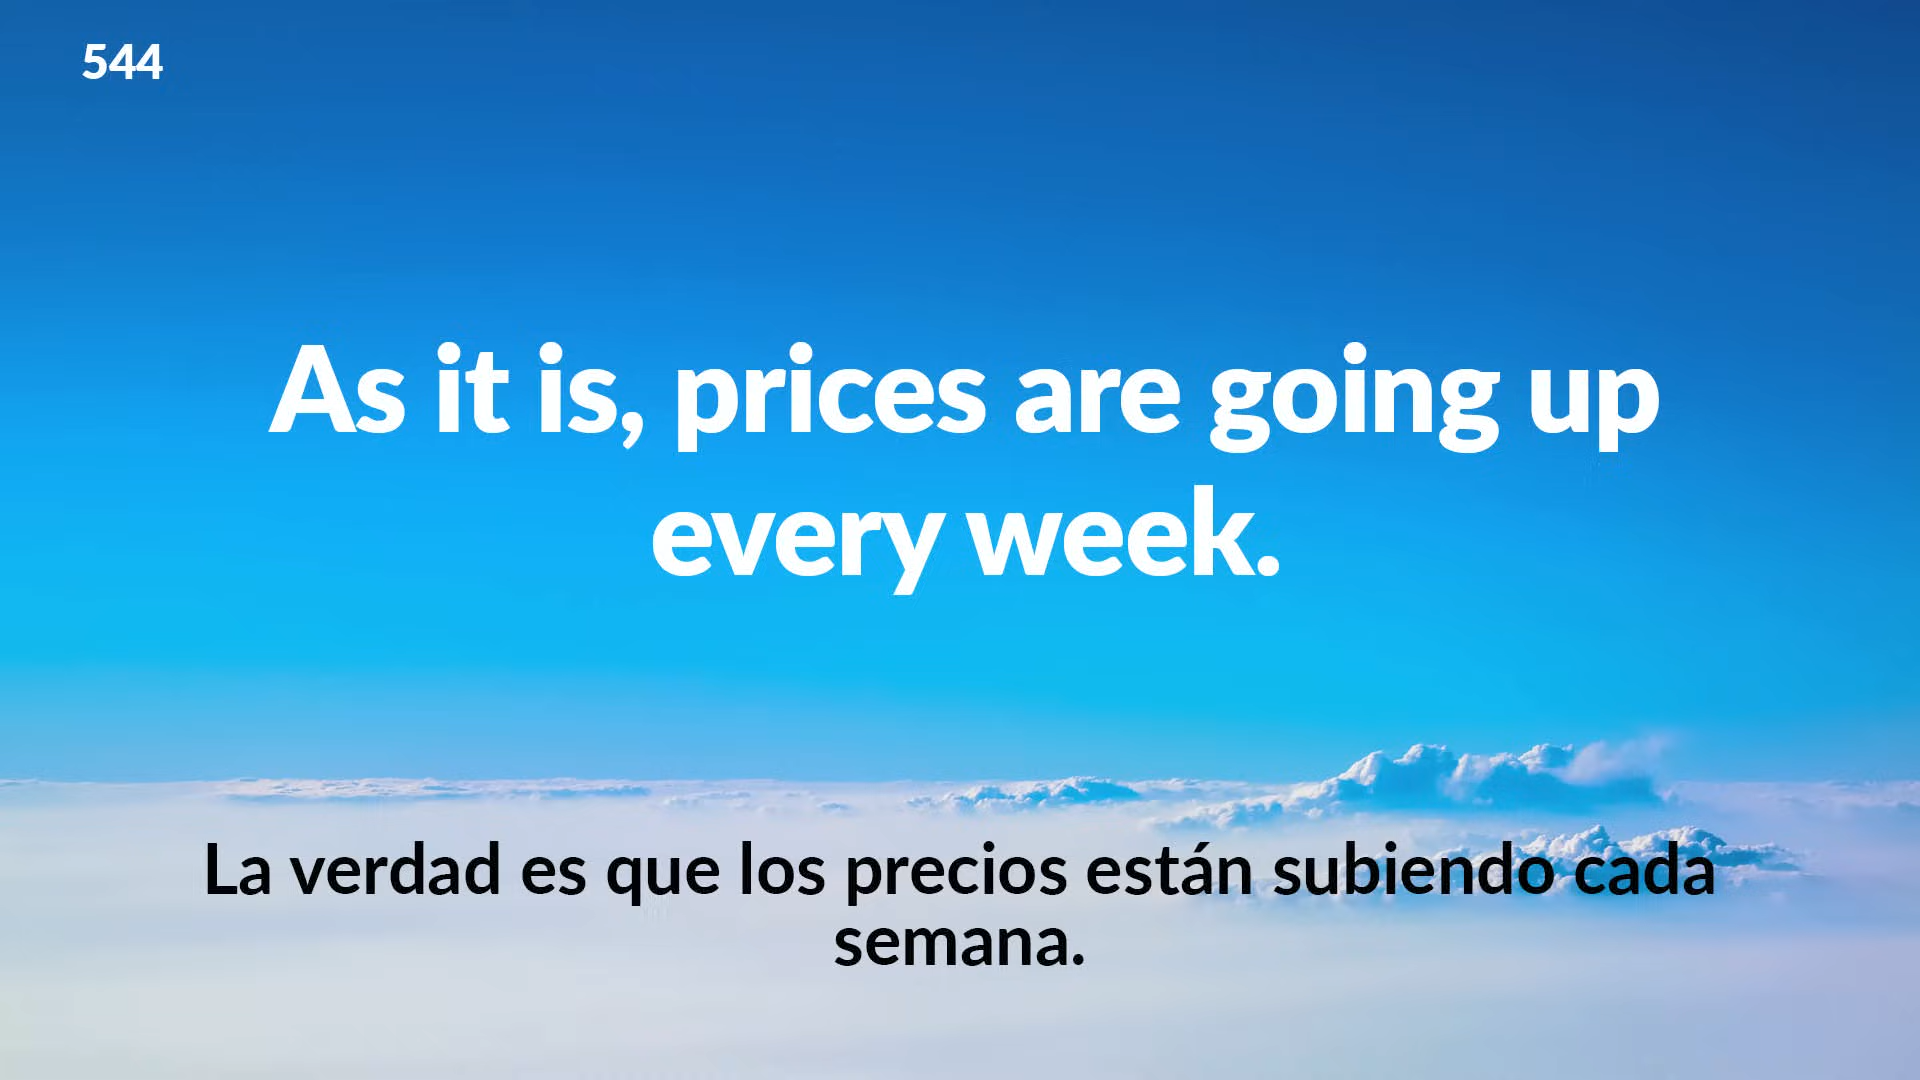 544
As it is, prices are going up
every week.
La verdad es que los precios están subiendo cada
semana.